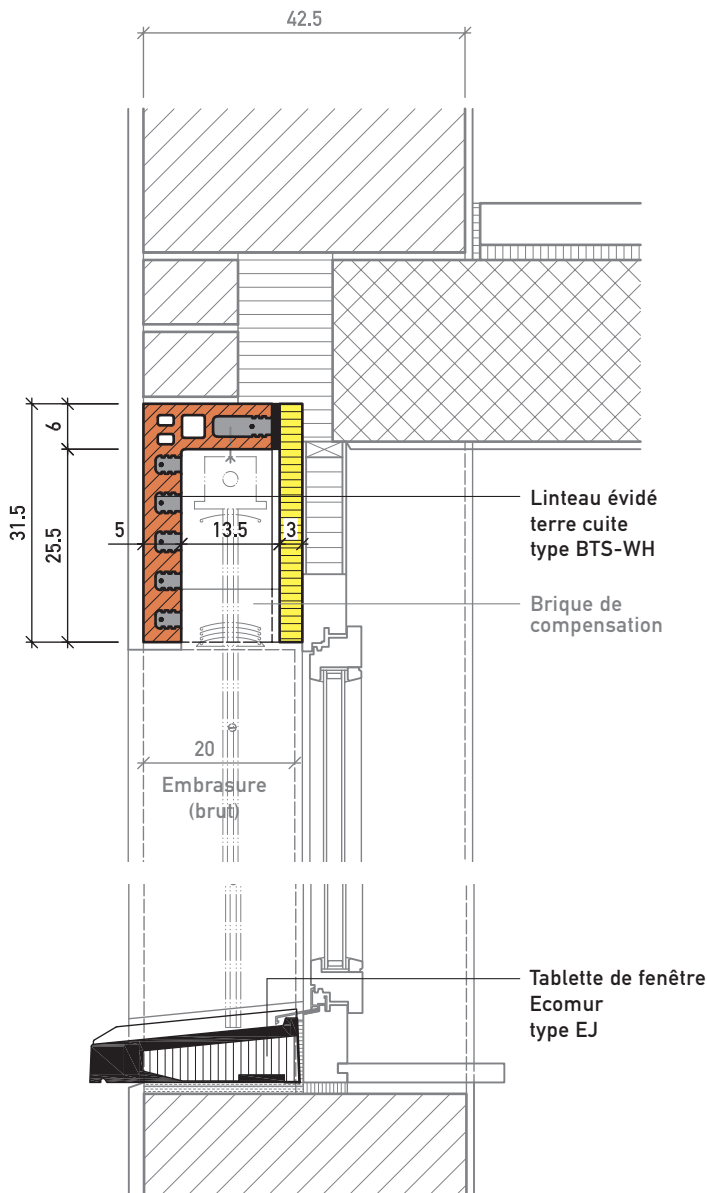 42.5
6
31.5
25.5
5
13.5
3
Linteau évidé
terre cuite
type BTS-WH
Brique de
compensation
20
Embrasure
(brut)
Tablette de fenêtre
Ecomur
type EJ